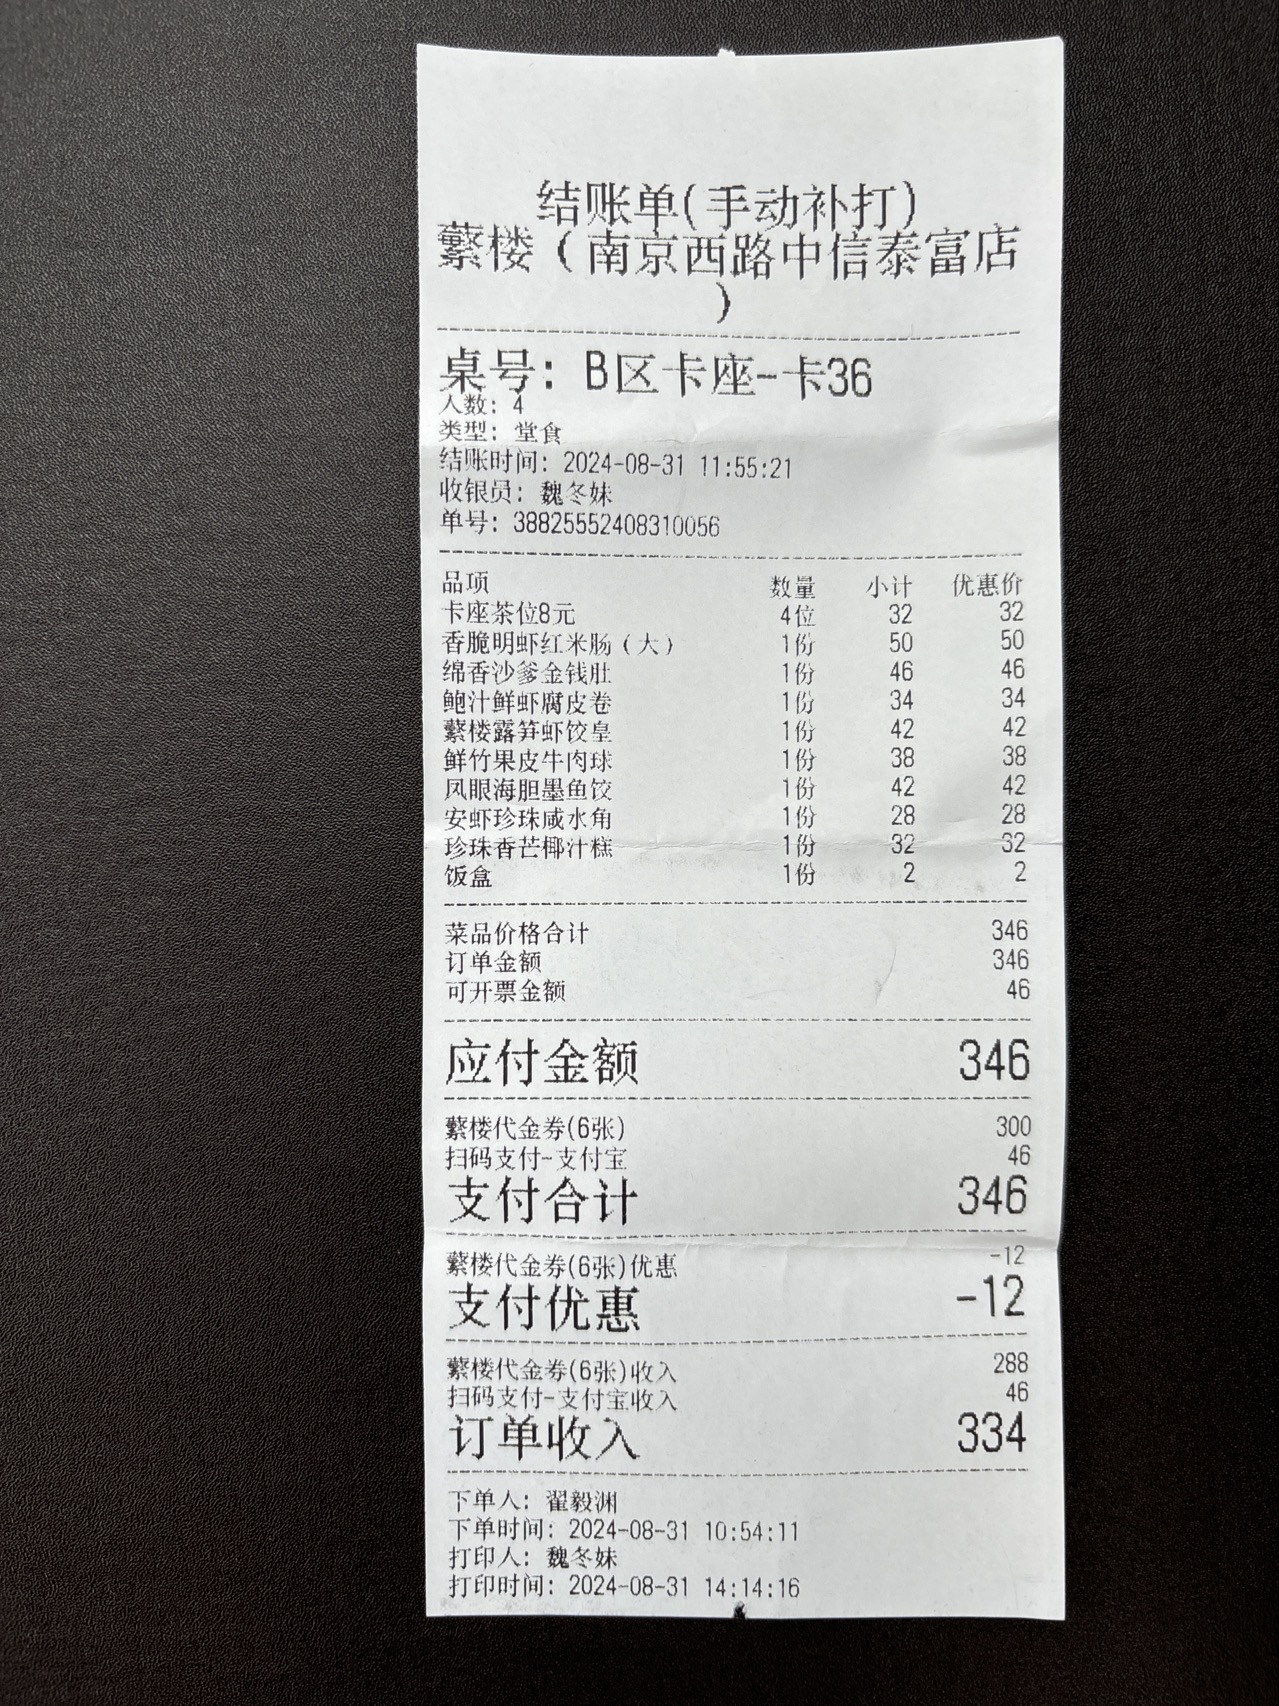 结账单(手动补打)
蘩楼（南京西路中信泰富店
）
桌号: B区卡座-卡36
人数: 4
类型: 堂食
结账时间: 2024-08-31 11:55:21
收银员: 魏冬妹
单号: 38825552408310056
品项 数量 小计 优惠价
卡座茶位8元 4位 32 32
香脆明虾红米肠（大） 1份 50 50
绵香沙爹金钱肚 1份 46 46
鲍汁鲜虾腐皮卷 1份 34 34
蘩楼露笋虾饺皇 1份 42 42
鲜竹果皮牛肉球 1份 38 38
凤眼海胆墨鱼饺 1份 42 42
安虾珍珠咸水角 1份 28 28
珍珠香芒椰汁糕 1份 32 32
饭盒 1份 2 2
菜品价格合计 346
订单金额 346
可开票金额 46
应付金额 346
蘩楼代金券(6张) 300
扫码支付-支付宝 46
支付合计 346
蘩楼代金券(6张)优惠 -12
支付优惠 -12
蘩楼代金券(6张)收入 288
扫码支付-支付宝收入 46
订单收入 334
下单人: 翟毅渊
下单时间: 2024-08-31 10:54:11
打印人: 魏冬妹
打印时间: 2024-08-31 14:14:16